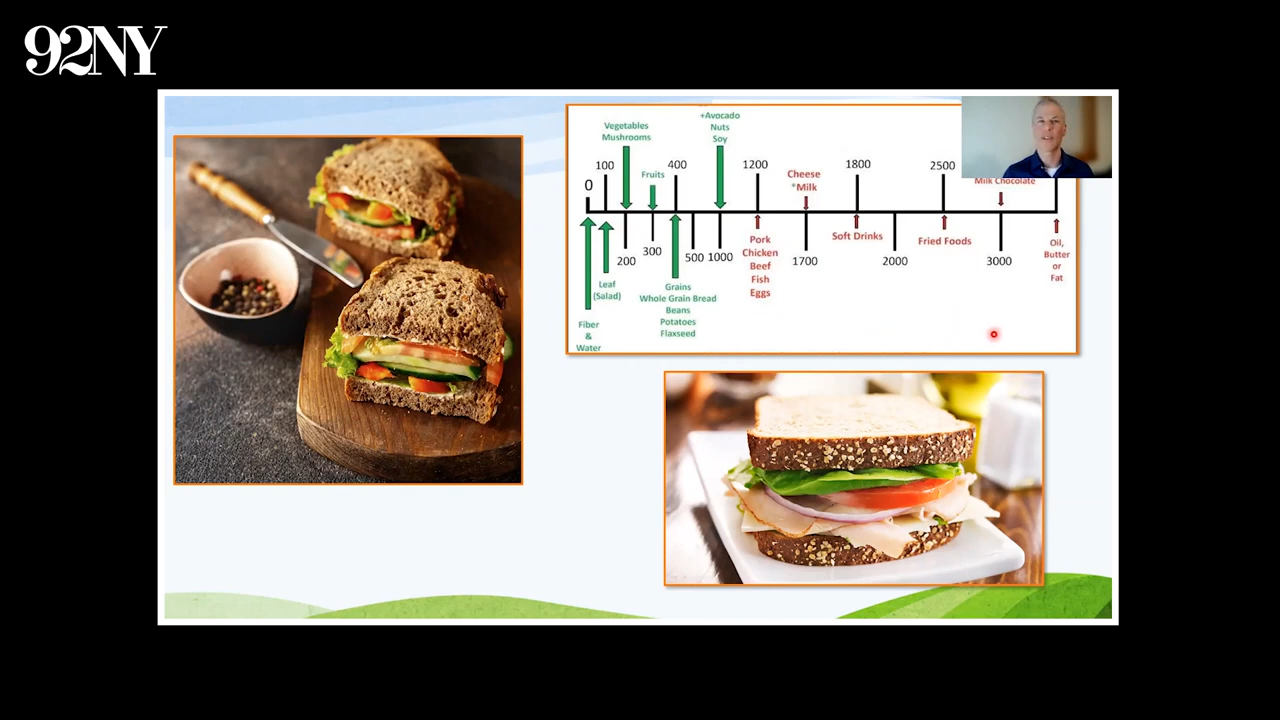 92NY
+Avocado
Nuts
Soy
Vegetables
Mushrooms
100
400
1200
1800
2500
Fruits
Cheese
*Milk
Milk Chocolate
0
200
300
500
1000
1700
2000
3000
Leaf
(Salad)
Grains
Whole Grain Bread
Beans
Potatoes
Flaxseed
Pork
Chicken
Beef
Fish
Eggs
Soft Drinks
Fried Foods
Oil,
Butter
or
Fat
Fiber
&
Water